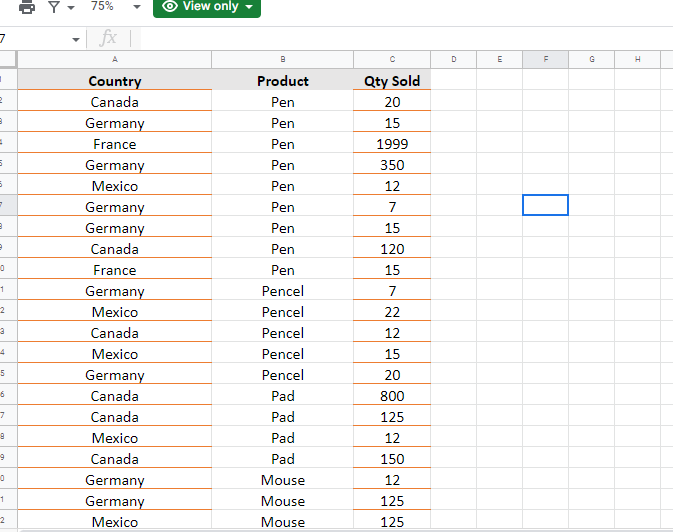 75% View only
7 fx
A B C D E F G H
1 Country Product Qty Sold
2 Canada Pen 20
3 Germany Pen 15
4 France Pen 1999
5 Germany Pen 350
6 Mexico Pen 12
7 Germany Pen 7
8 Germany Pen 15
9 Canada Pen 120
0 France Pen 15
1 Germany Pencel 7
2 Mexico Pencel 22
3 Canada Pencel 12
4 Mexico Pencel 15
5 Germany Pencel 20
6 Canada Pad 800
7 Canada Pad 125
8 Mexico Pad 12
9 Canada Pad 150
0 Germany Mouse 12
1 Germany Mouse 125
2 Mexico Mouse 125